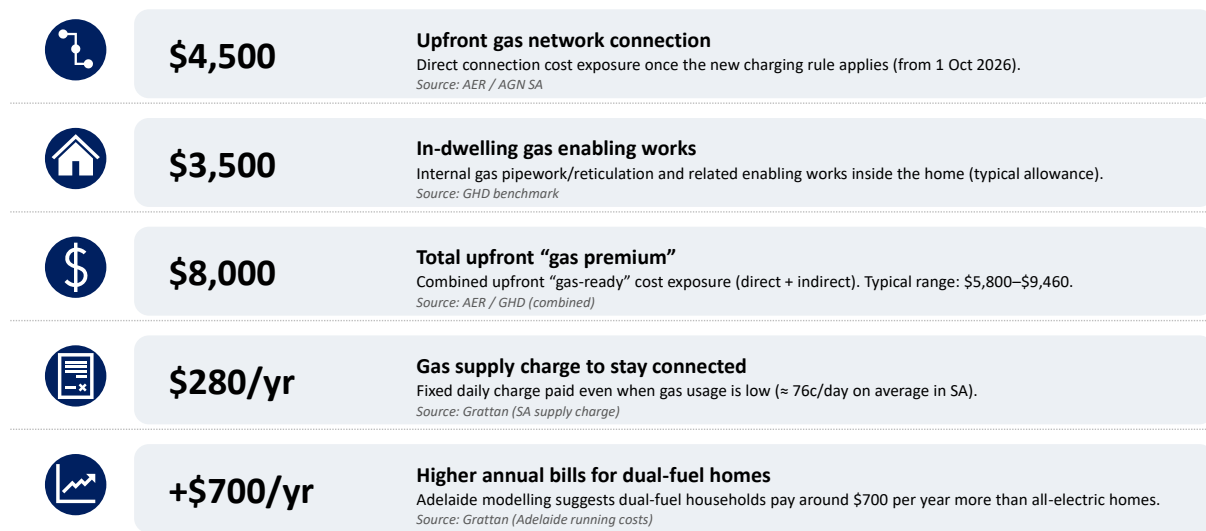 $4,500
Upfront gas network connection
Direct connection cost exposure once the new charging rule applies (from 1 Oct 2026).
Source: AER / AGN SA
$3,500
In-dwelling gas enabling works
Internal gas pipework/reticulation and related enabling works inside the home (typical allowance).
Source: GHD benchmark
$
$8,000
Total upfront “gas premium”
Combined upfront “gas-ready” cost exposure (direct + indirect). Typical range: $5,800–$9,460.
Source: AER / GHD (combined)
$280/yr
Gas supply charge to stay connected
Fixed daily charge paid even when gas usage is low (≈ 76c/day on average in SA).
Source: Grattan (SA supply charge)
+$700/yr
Higher annual bills for dual-fuel homes
Adelaide modelling suggests dual-fuel households pay around $700 per year more than all-electric homes.
Source: Grattan (Adelaide running costs)